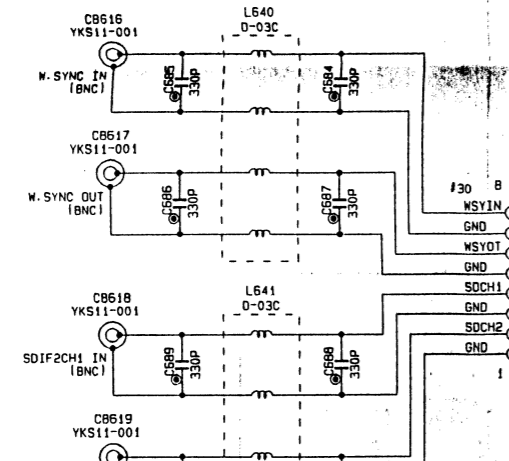 CB616
YKS11-001
L640
D-03C
W.SYNC IN
(BNC)
C685
330P
C684
330P
CB617
YKS11-001
W.SYNC OUT
(BNC)
C686
330P
C687
330P
#30 8
WSYIN
GND
WSYOT
GND
SDCH1
GND
SDCH2
GND
1
L641
D-03C
CB618
YKS11-001
SDIF2CH1 IN
(BNC)
C689
330P
C688
330P
CB619
YKS11-001